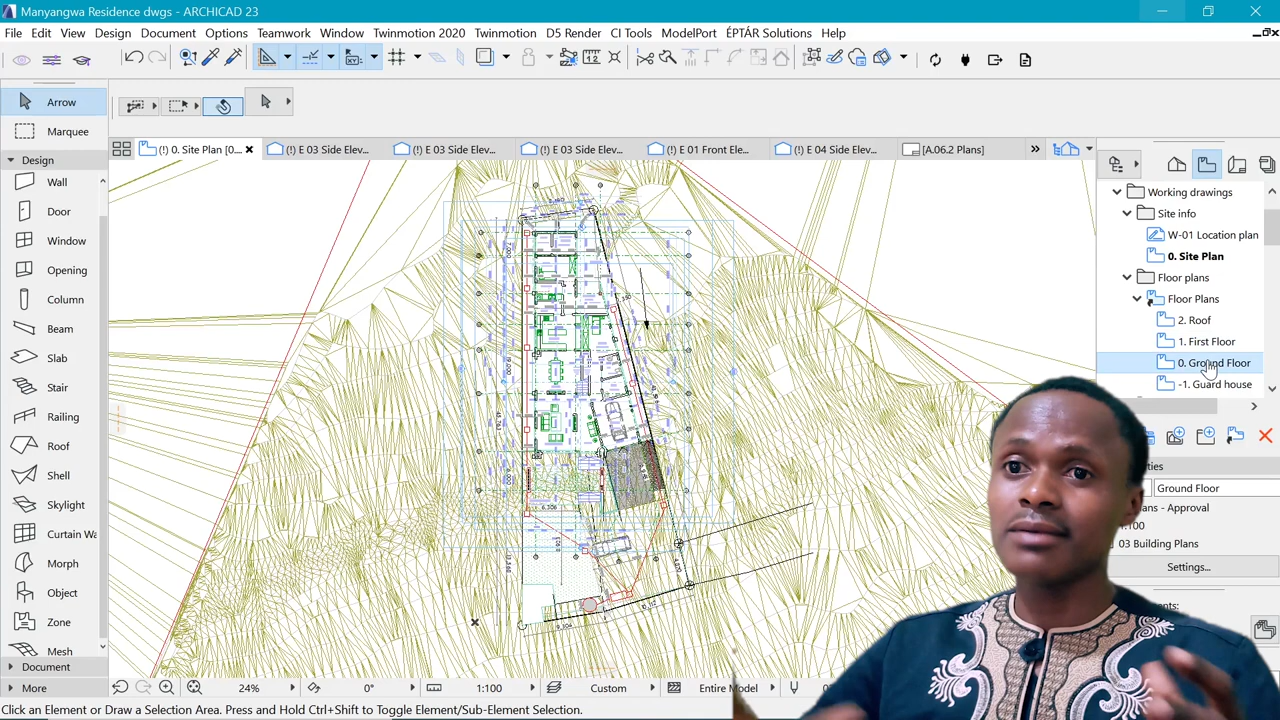 Manyangwa Residence dwgs - ARCHICAD 23
File Edit View Design Document Options Teamwork Window Twinmotion 2020 Twinmotion D5 Render CI Tools ModelPort ÉPTÁR Solutions Help
Arrow
Marquee
Design
Wall
Door
Window
Opening
Column
Beam
Slab
Stair
Railing
Roof
Shell
Skylight
Curtain Wa
Morph
Object
Zone
Mesh
Document
More
(!) 0. Site Plan [0....
(!) E 03 Side Elev...
(!) E 03 Side Elev...
(!) E 03 Side Elev...
(!) E 01 Front Ele...
(!) E 04 Side Elev...
[A.06.2 Plans]
Working drawings
Site info
W-01 Location plan
0. Site Plan
Floor plans
Floor Plans
2. Roof
1. First Floor
0. Ground Floor
-1. Guard house
Ground Floor
03 Building Plans
Settings...
24%
0°
1:100
Custom
Entire Model
Click an Element or Draw a Selection Area. Press and Hold Ctrl+Shift to Toggle Element/Sub-Element Selection.